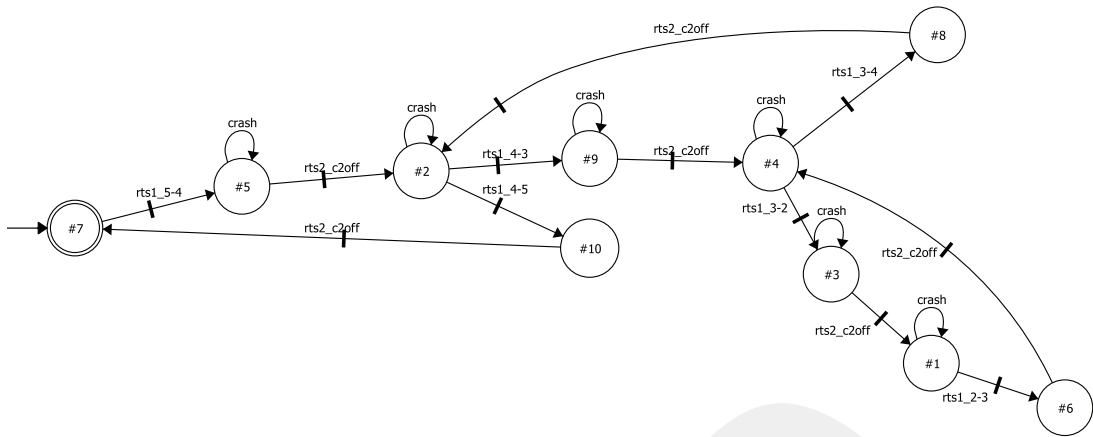 rts2_c2off
#8
rts1_3-4
crash
crash
crash
crash
#5
#2
#9
#4
rts1_5-4
rts2_c2off
rts1_4-3
rts2_c2off
rts1_4-5
rts1_3-2
crash
#7
rts2_c2off
#10
rts2_c2off
#3
crash
rts2_c2off
#1
rts1_2-3
#6